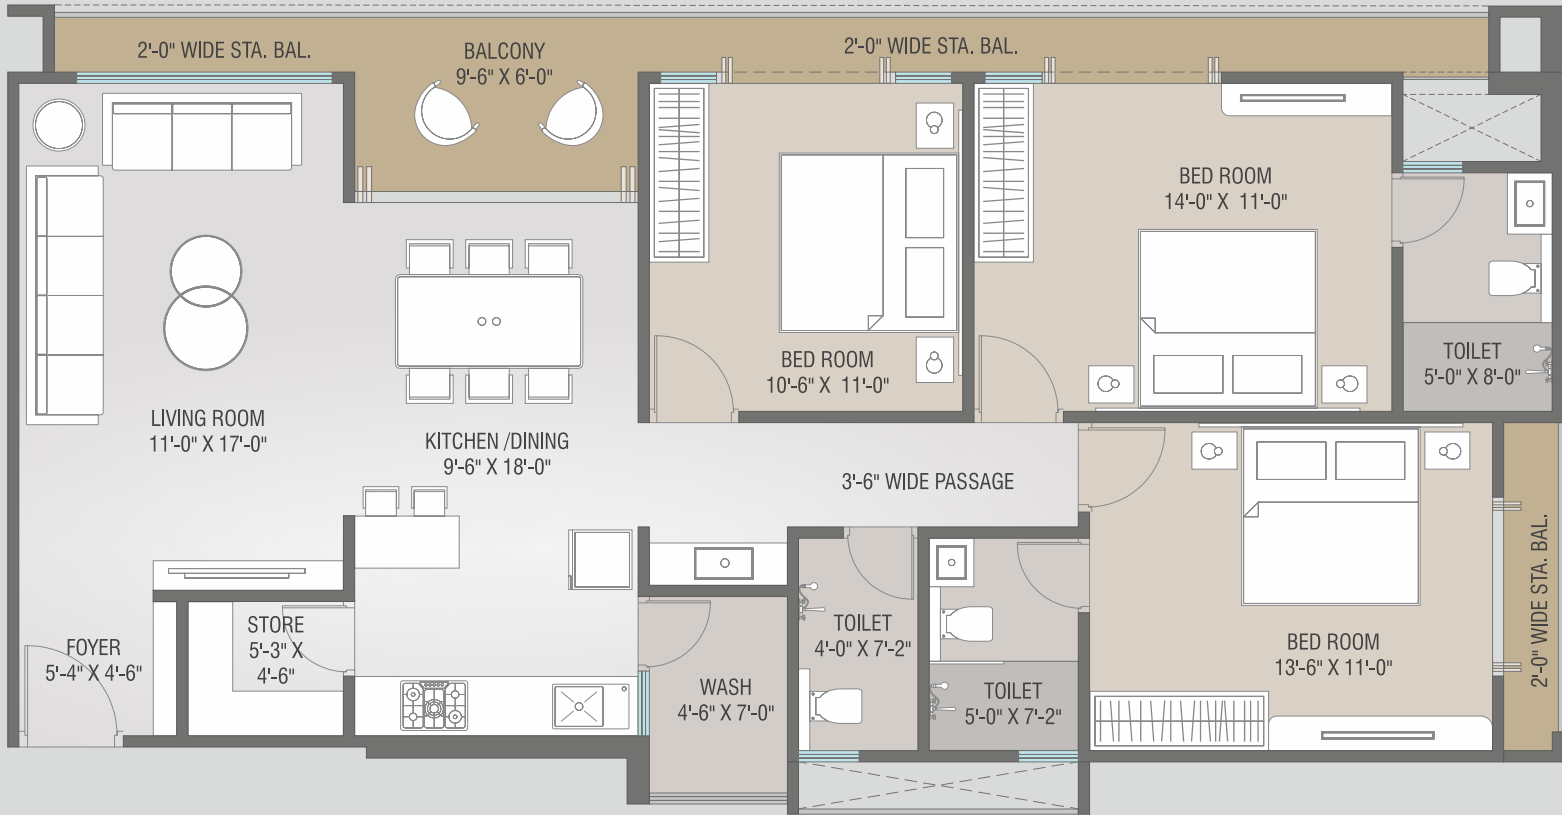 2'-0" WIDE STA. BAL.
BALCONY
9'-6" X 6'-0"
2'-0" WIDE STA. BAL.
BED ROOM
14'-0" X 11'-0"
BED ROOM
10'-6" X 11'-0"
TOILET
5'-0" X 8'-0"
LIVING ROOM
11'-0" X 17'-0"
KITCHEN /DINING
9'-6" X 18'-0"
3'-6" WIDE PASSAGE
2'-0" WIDE STA. BAL.
FOYER
5'-4" X 4'-6"
STORE
5'-3" X
4'-6"
TOILET
4'-0" X 7'-2"
BED ROOM
13'-6" X 11'-0"
WASH
4'-6" X 7'-0"
TOILET
5'-0" X 7'-2"